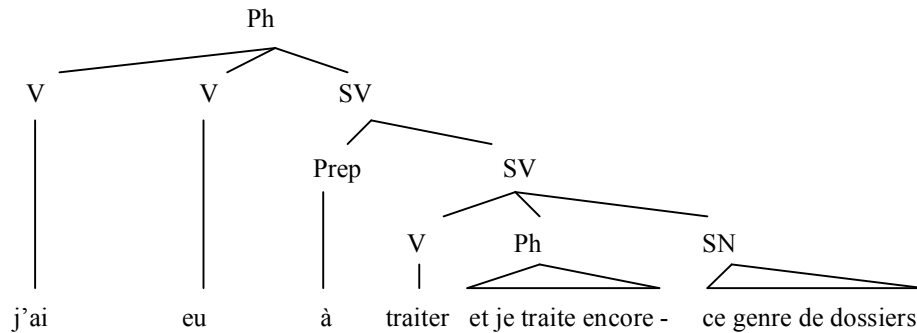 Ph
V V SV
Prep SV
V Ph SN
j’ai eu à traiter et je traite encore - ce genre de dossiers